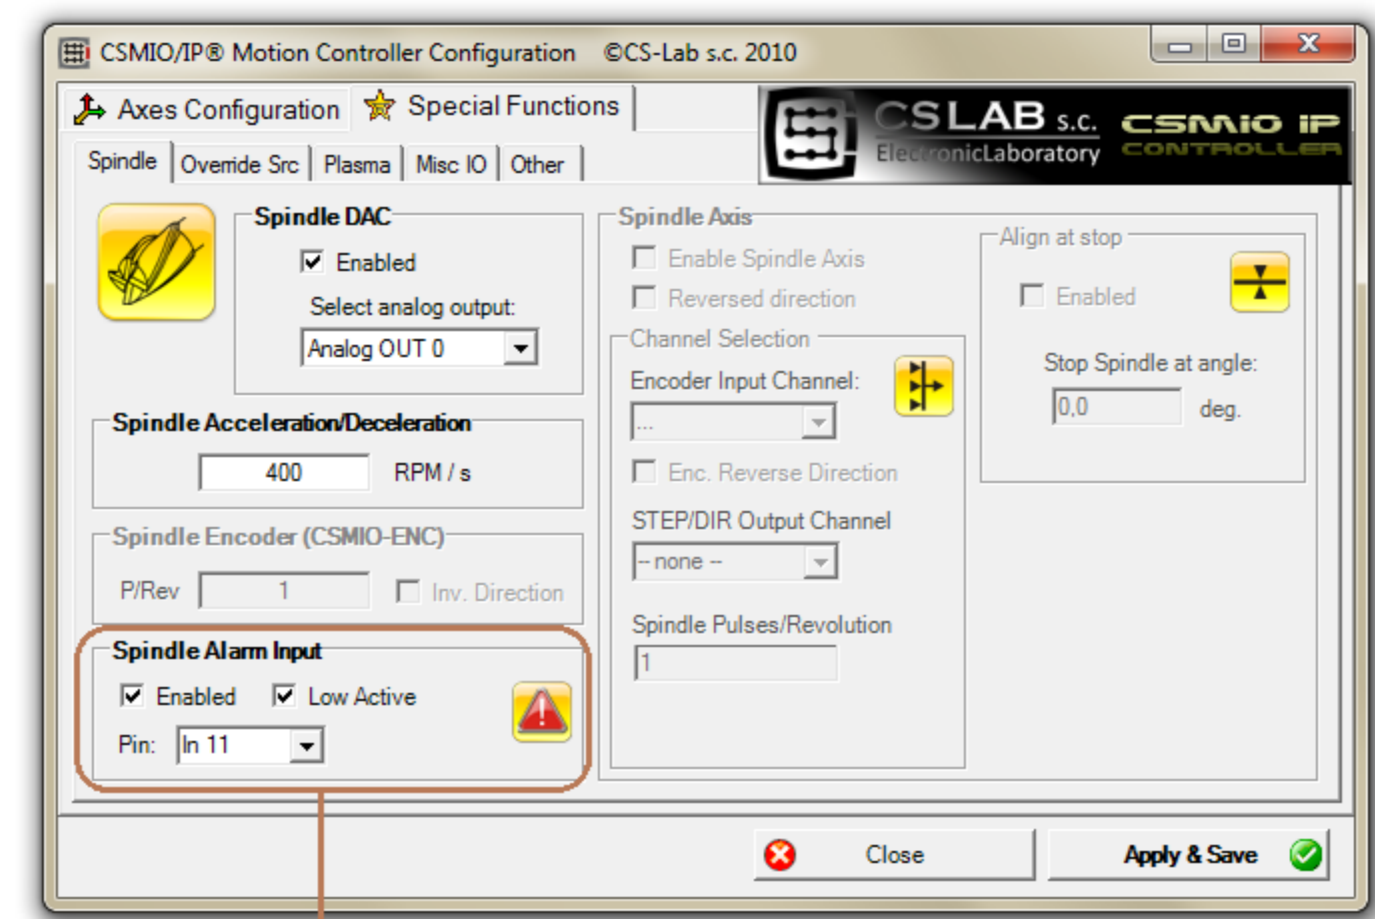 CSMIO/IP® Motion Controller Configuration ©CS-Lab s.c. 2010
Axes Configuration Special Functions
CSLAB s.c.
ElectronicLaboratory
CSMIO IP
CONTROLLER
Spindle Override Src Plasma Misc IO Other
Spindle DAC
Enabled
Select analog output:
Analog OUT 0
Spindle Acceleration/Deceleration
400 RPM / s
Spindle Encoder (CSMIO-ENC)
P/Rev 1 Inv. Direction
Spindle Alarm Input
Enabled Low Active
Pin: In 11
Spindle Axis
Enable Spindle Axis
Reversed direction
Channel Selection
Encoder Input Channel:
...
Enc. Reverse Direction
STEP/DIR Output Channel
-- none --
Spindle Pulses/Revolution
1
Align at stop
Enabled
Stop Spindle at angle:
0,0 deg.
Close Apply & Save